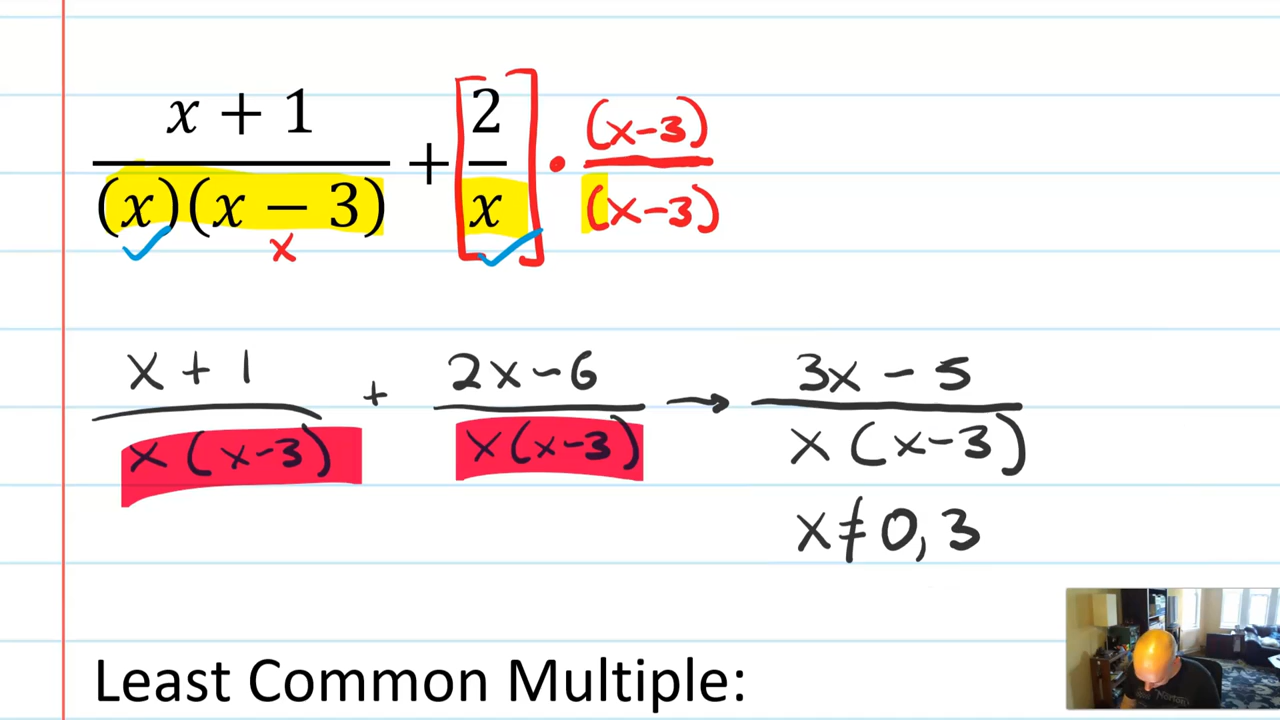 x + 1 / (x)(x − 3) + [2 / x] · (x-3) / (x-3)
x
x + 1 / x (x-3) + 2x - 6 / x (x-3) → 3x - 5 / x (x-3)
x ≠ 0, 3
Least Common Multiple: